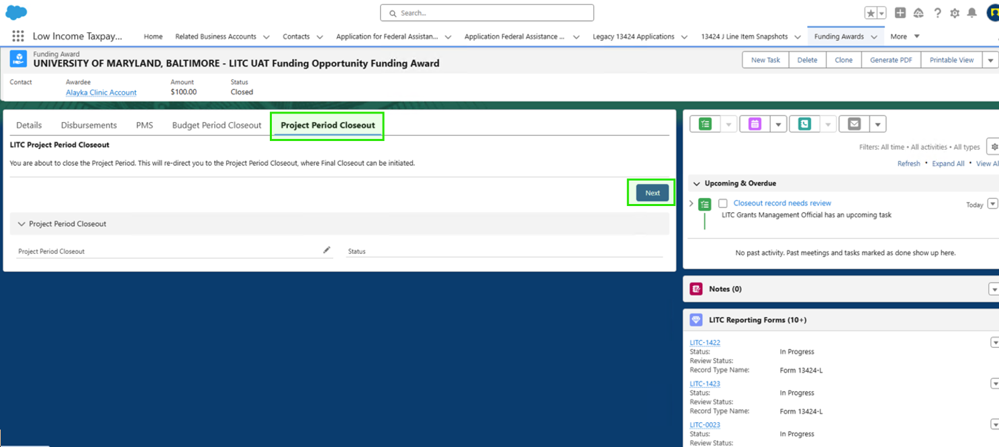 Search...
Low Income Taxpay... Home Related Business Accounts Contacts Application for Federal Assistan... Application Federal Assistance ... Legacy 13424 Applications 13424 J Line Item Snapshots Funding Awards More
Funding Award
UNIVERSITY OF MARYLAND, BALTIMORE - LITC UAT Funding Opportunity Funding Award
New Task Delete Clone Generate PDF Printable View
Contact Awardee Amount Status
Alayka Clinic Account $100.00 Closed
Details Disbursements PMS Budget Period Closeout Project Period Closeout
LITC Project Period Closeout
You are about to close the Project Period. This will re-direct you to the Project Period Closeout, where Final Closeout can be initiated.
Next
Project Period Closeout
Project Period Closeout Status
Filters: All time • All activities • All types
Refresh • Expand All • View Al
Upcoming & Overdue
Closeout record needs review Today
LITC Grants Management Official has an upcoming task
No past activity. Past meetings and tasks marked as done show up here.
Notes (0)
LITC Reporting Forms (10+)
LITC-1422
Status: In Progress
Review Status:
Record Type Name: Form 13424-L
LITC-1423
Status: In Progress
Review Status:
Record Type Name: Form 13424-L
LITC-0023
Status: In Progress
Review Status: